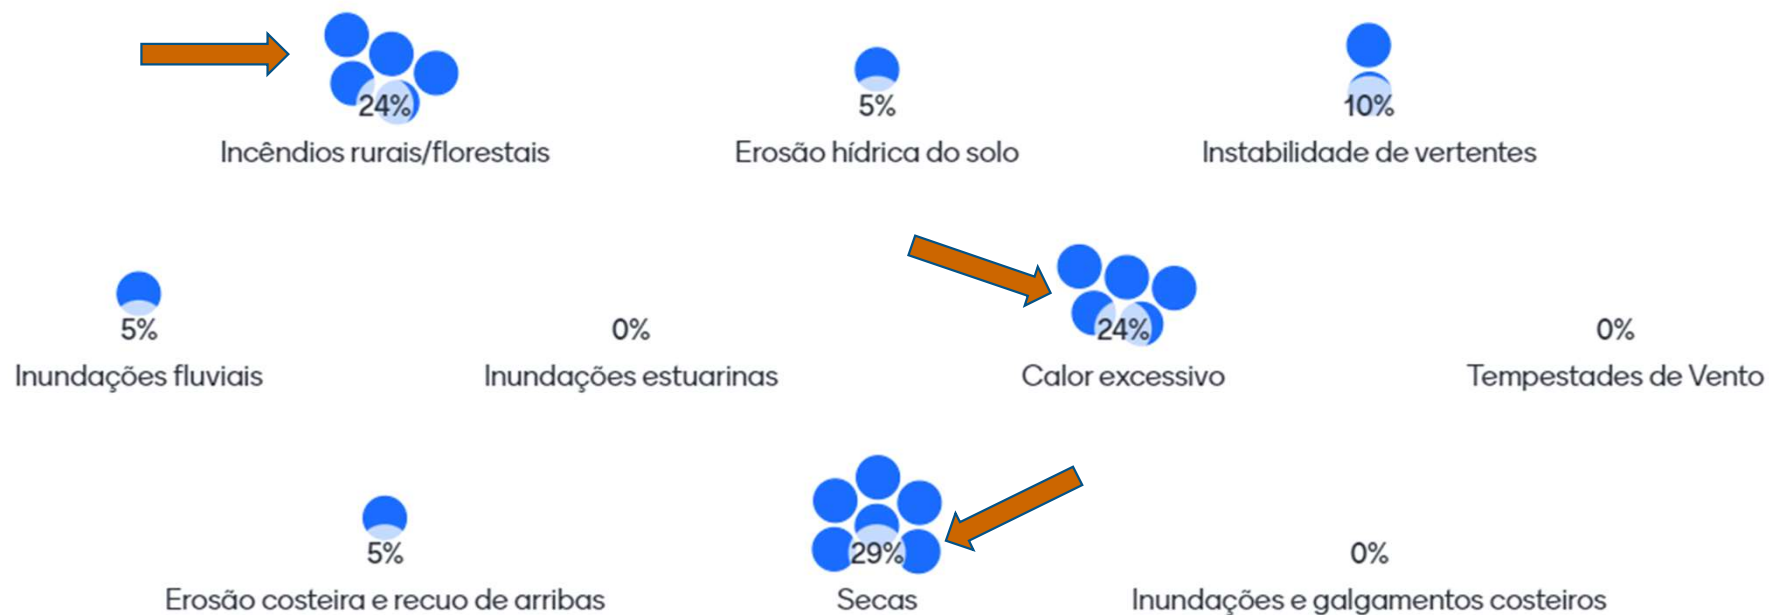 24%
Incêndios rurais/florestais
5%
Erosão hídrica do solo
10%
Instabilidade de vertentes
5%
Inundações fluviais
0%
Inundações estuarinas
24%
Calor excessivo
0%
Tempestades de Vento
5%
Erosão costeira e recuo de arribas
29%
Secas
0%
Inundações e galgamentos costeiros